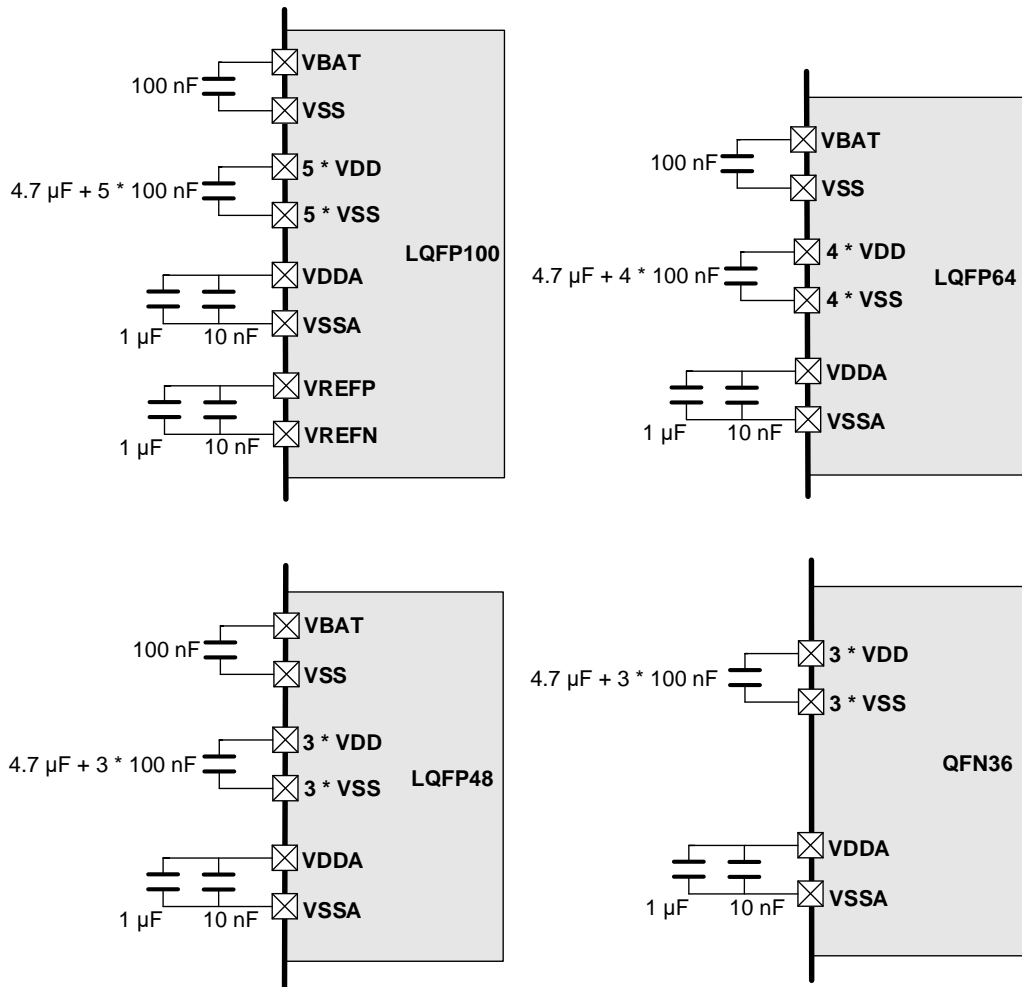 VBAT
100 nF
VSS
5 * VDD
4.7 µF + 5 * 100 nF
5 * VSS
LQFP100
VDDA
1 µF 10 nF VSSA
VREFP
1 µF 10 nF VREFN
VBAT
100 nF
VSS
4 * VDD
4.7 µF + 4 * 100 nF
4 * VSS
LQFP64
VDDA
1 µF 10 nF VSSA
VBAT
100 nF
VSS
3 * VDD
4.7 µF + 3 * 100 nF
3 * VSS
LQFP48
VDDA
1 µF 10 nF VSSA
3 * VDD
4.7 µF + 3 * 100 nF
3 * VSS
QFN36
VDDA
1 µF 10 nF VSSA